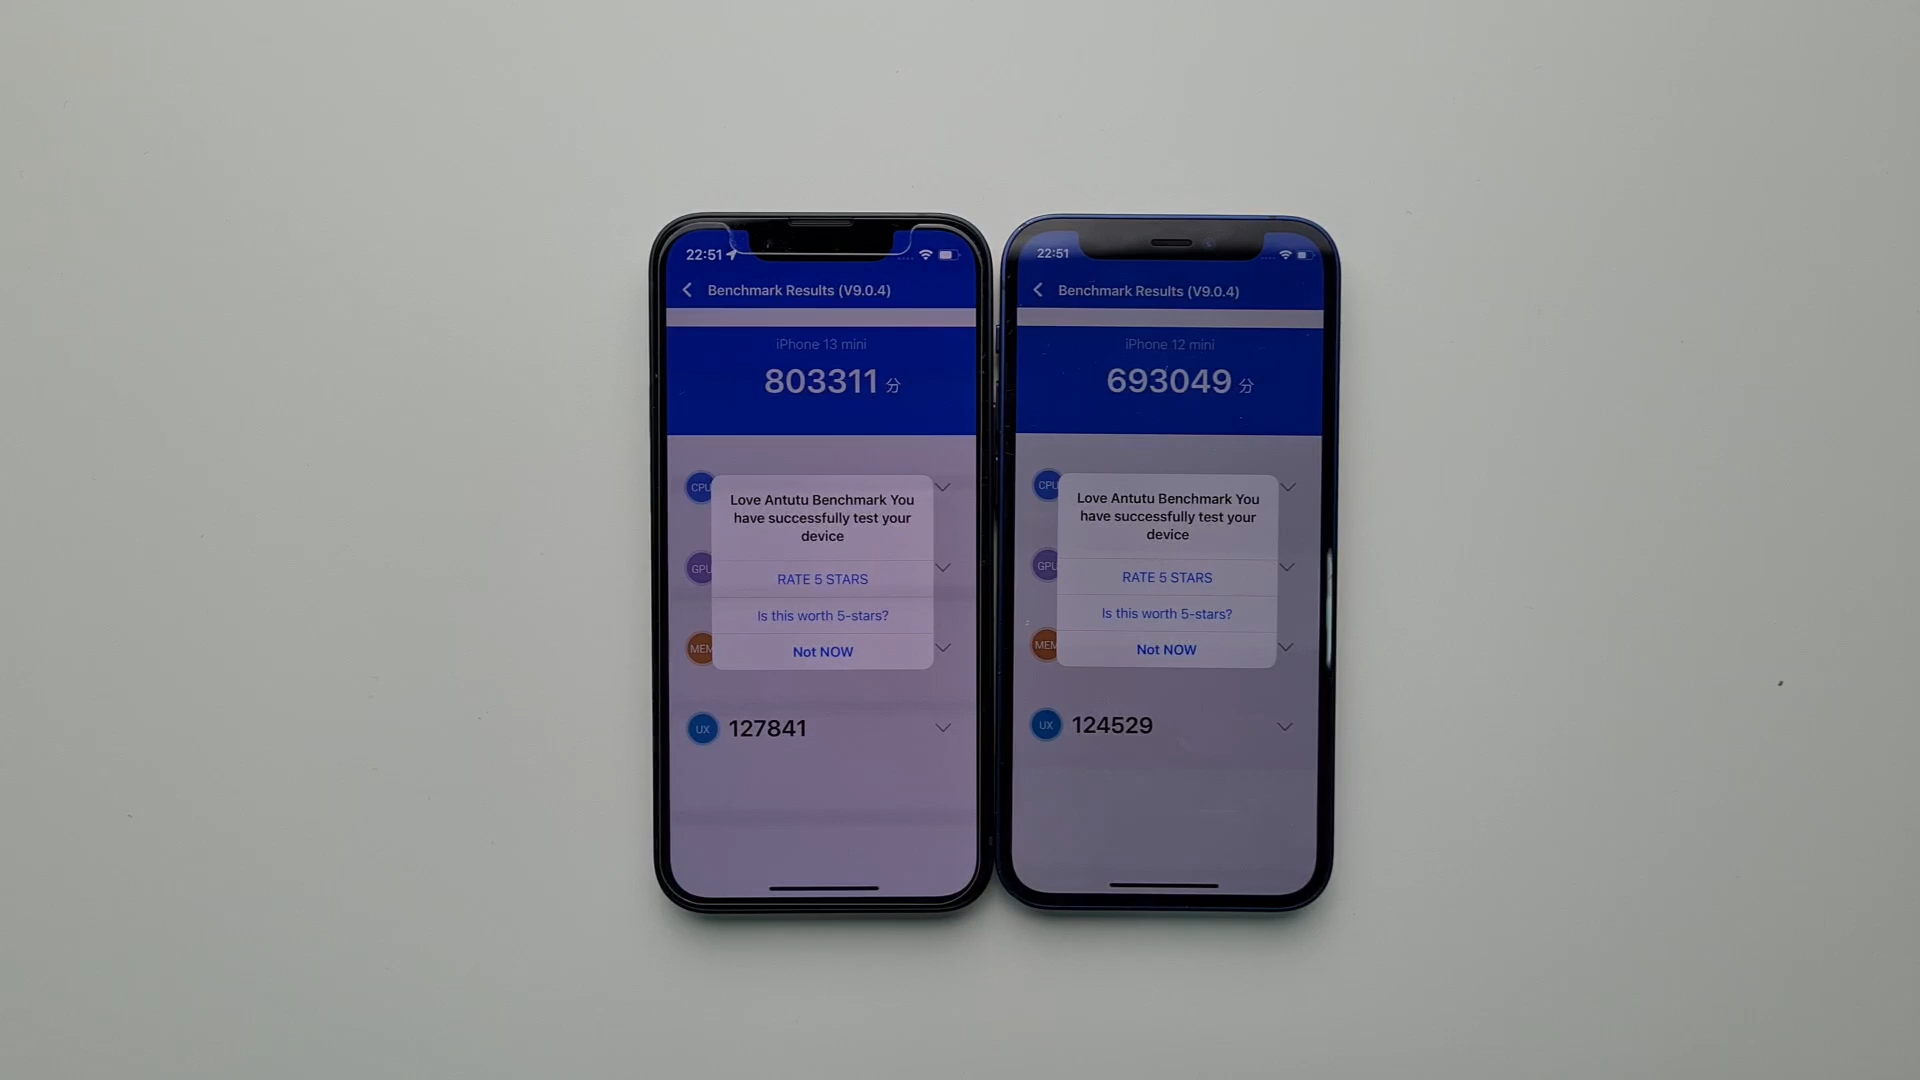 22:51
Benchmark Results (V9.0.4)
iPhone 13 mini
803311 分
CPU
GPU
MEM
Love Antutu Benchmark You
have successfully test your
device
RATE 5 STARS
Is this worth 5-stars?
Not NOW
UX 127841
22:51
Benchmark Results (V9.0.4)
iPhone 12 mini
693049 分
CPU
GPU
MEM
Love Antutu Benchmark You
have successfully test your
device
RATE 5 STARS
Is this worth 5-stars?
Not NOW
UX 124529